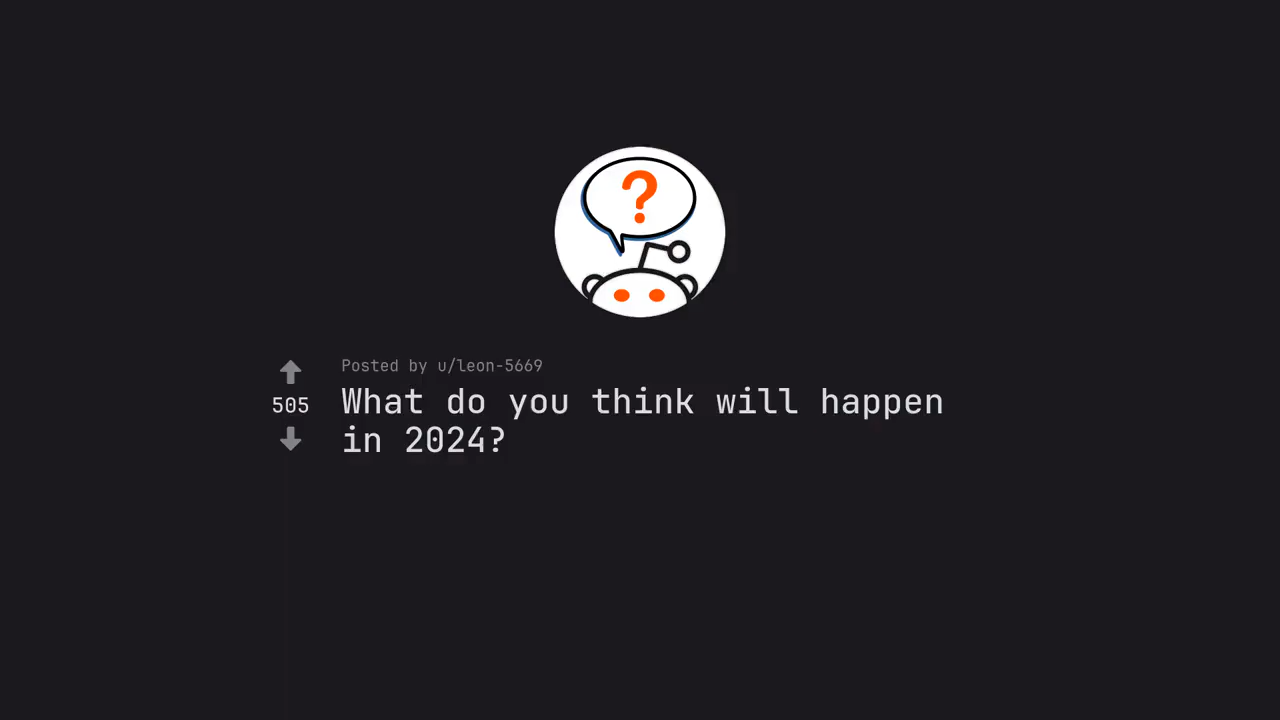 ?
Posted by u/leon-5669
505
What do you think will happen
in 2024?